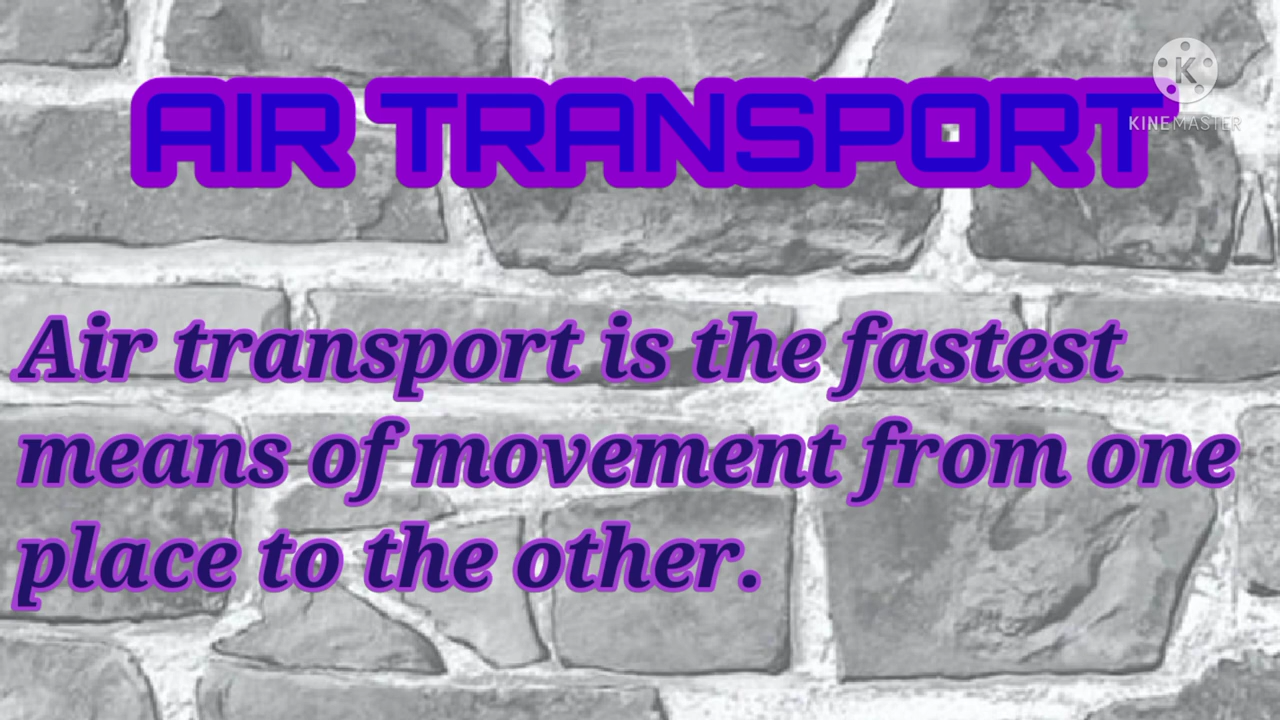 AIR TRANSPORT
K
KINEMASTER
Air transport is the fastest
means of movement from one
place to the other.